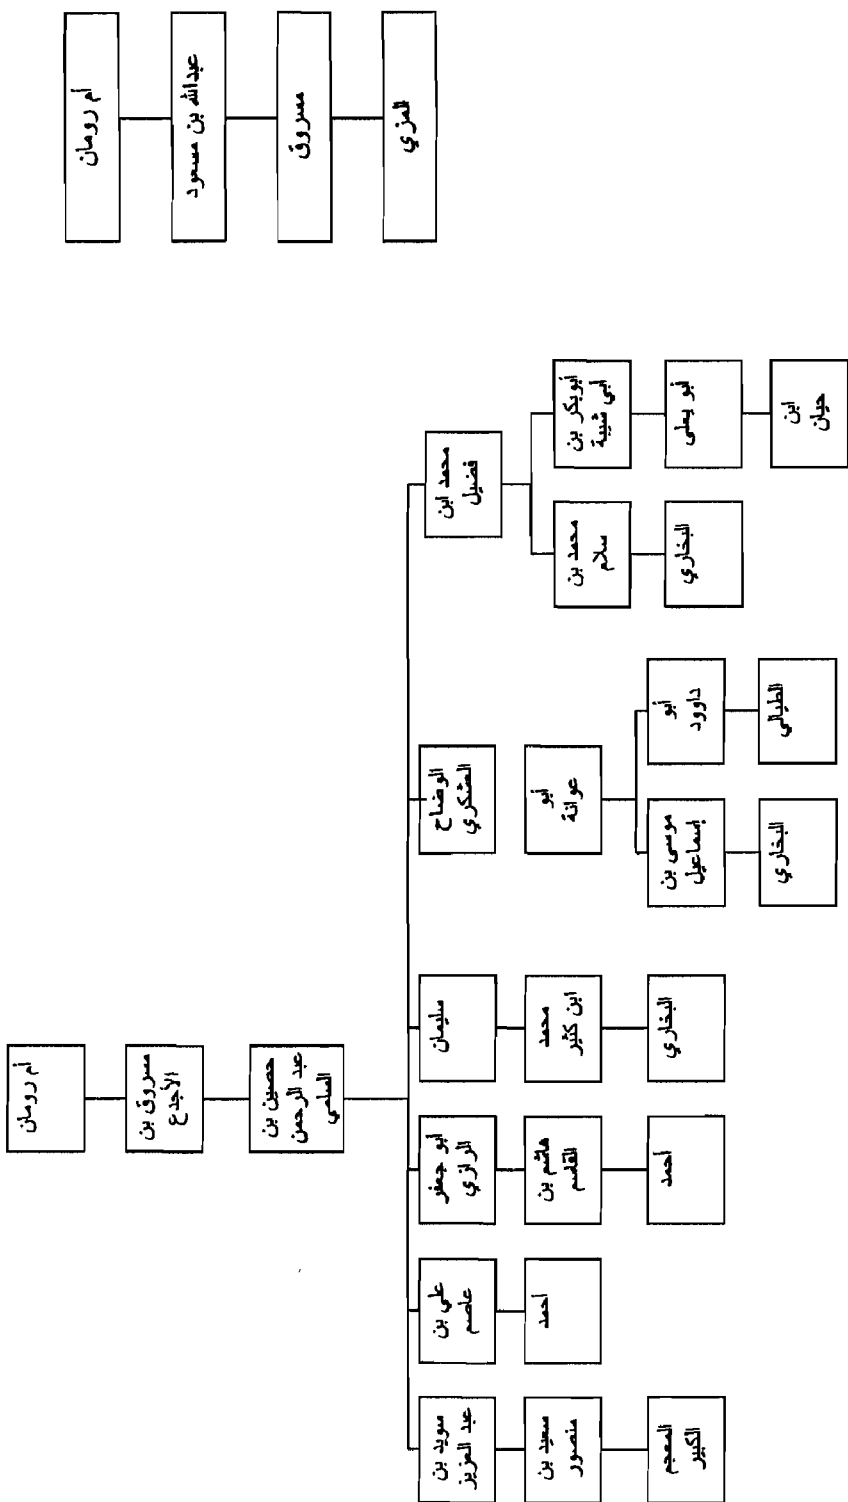 أم رومان
عبدالله بن مسعود
مسروق
المزي
أم رومان
مسروق بن
الأجدع
حصين بن
عبد الرحمن
السلمي
محمد ابن
فضيل
أبوبكر بن
أبي شيبة
أبو يعلى
ابن
حبان
محمد بن
سلام
البخاري
الوضاح
اليشكري
أبو
عوانة
أبو
داوود
الطيالي
موسى بن
إسماعيل
البخاري
سليمان
محمد
ابن كثير
البخاري
أبو جعفر
الرازي
هاشم بن
القاسم
أحمد
علي بن
عاصم
أحمد
سويد بن
عبد العزيز
سعيد بن
منصور
المعجم
الكبير